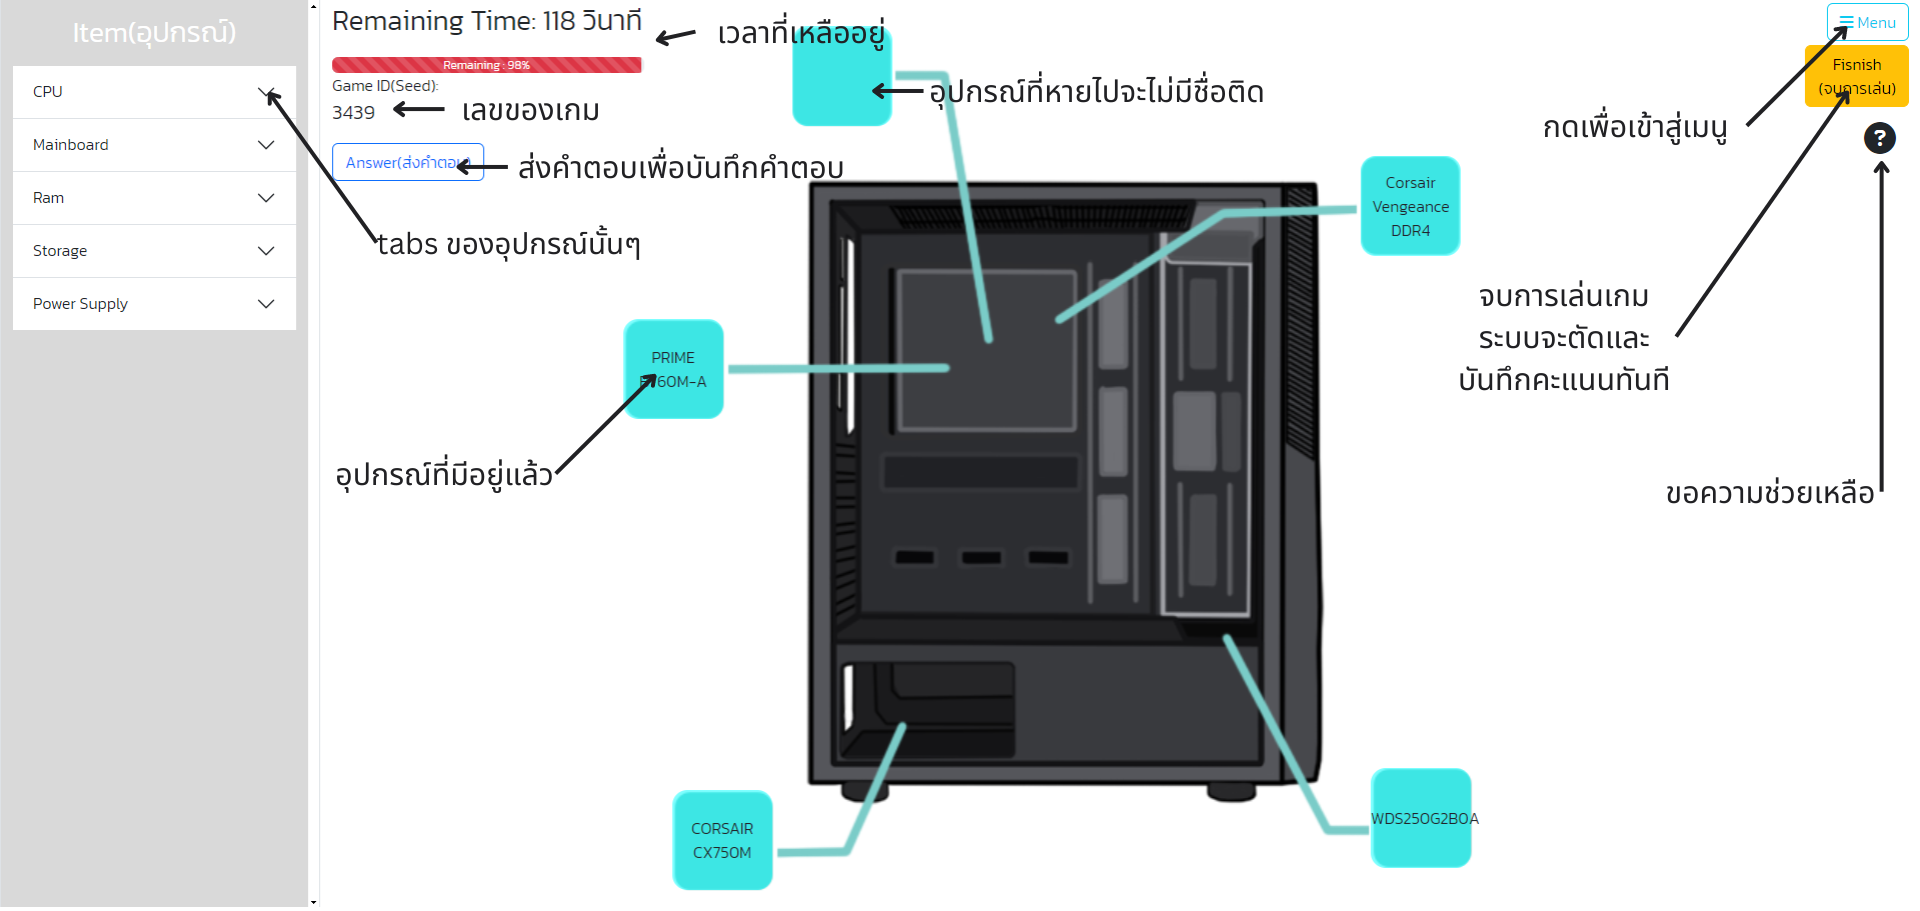 Item(อุปกรณ์)
CPU
Mainboard
Ram
Storage
Power Supply
Remaining Time: 118 วินาที
Remaining : 98%
Game ID(Seed):
3439
Answer(ส่งคำตอบ)
เวลาที่เหลืออยู่
อุปกรณ์ที่หายไปจะไม่มีชื่อติด
เลขของเกม
ส่งคำตอบเพื่อบันทึกคำตอบ
tabs ของอุปกรณ์นั้นๆ
Menu
Fisnish
(จบการเล่น)
?
กดเพื่อเข้าสู่เมนู
Corsair
Vengeance
DDR4
จบการเล่นเกม
ระบบจะตัดและ
บันทึกคะแนนทันที
PRIME
B760M-A
อุปกรณ์ที่มีอยู่แล้ว
ขอความช่วยเหลือ
CORSAIR
CX750M
WDS250G2B0A